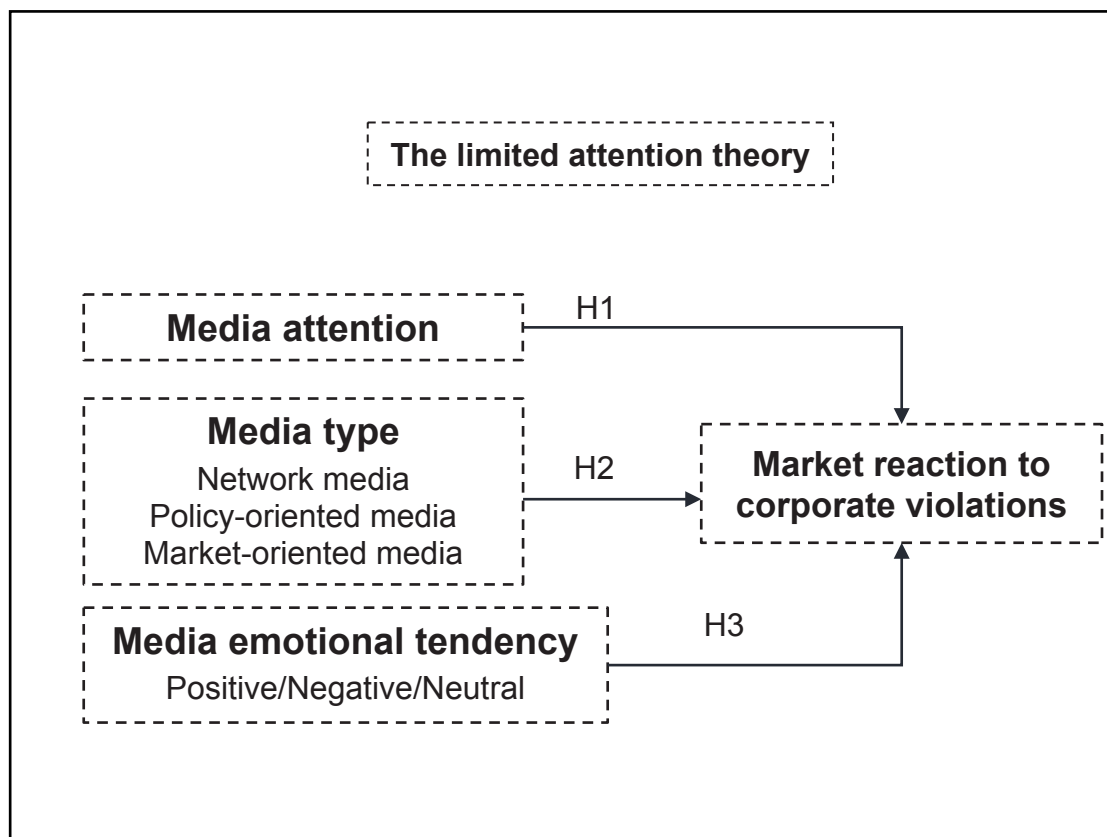 The limited attention theory
Media attention
H1
Media type
Network media
Policy-oriented media
Market-oriented media
H2
Market reaction to
corporate violations
Media emotional tendency
Positive/Negative/Neutral
H3